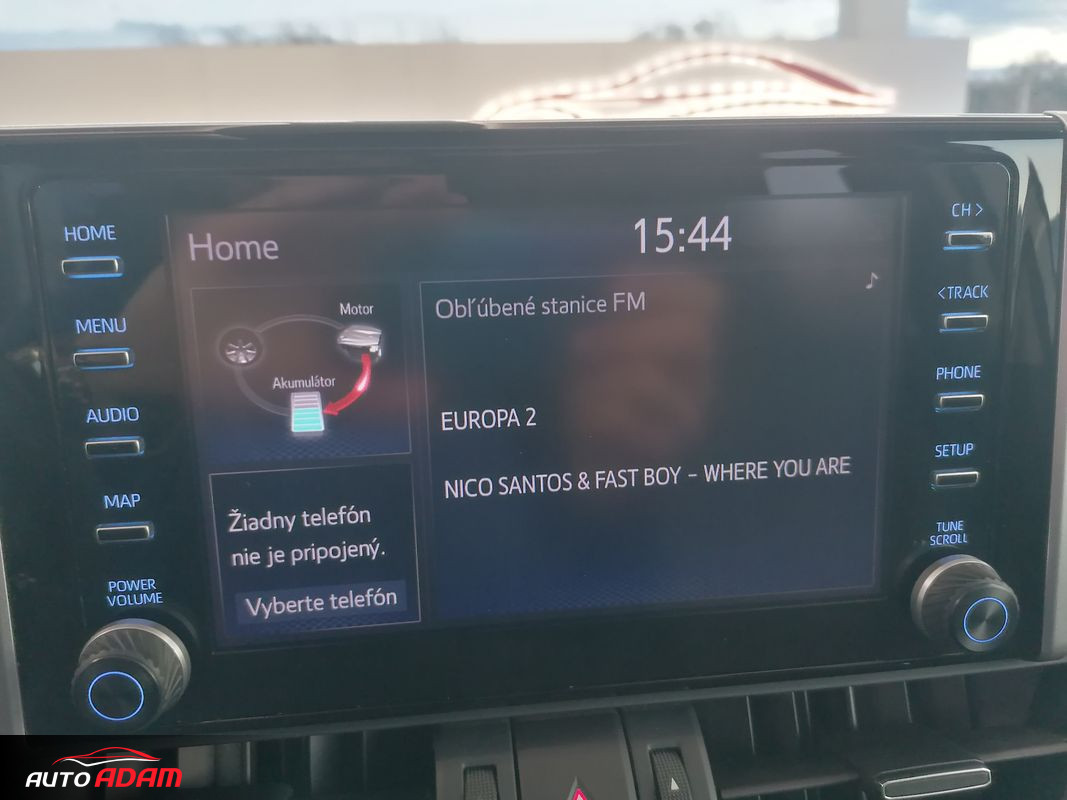 HOME
MENU
AUDIO
MAP
POWER
VOLUME
Home
15:44
Motor
Akumulátor
Žiadny telefón
nie je pripojený.
Vyberte telefón
Obľúbené stanice FM
EUROPA 2
NICO SANTOS & FAST BOY - WHERE YOU ARE
CH >
< TRACK
PHONE
SETUP
TUNE
SCROLL
AUTO ADAM